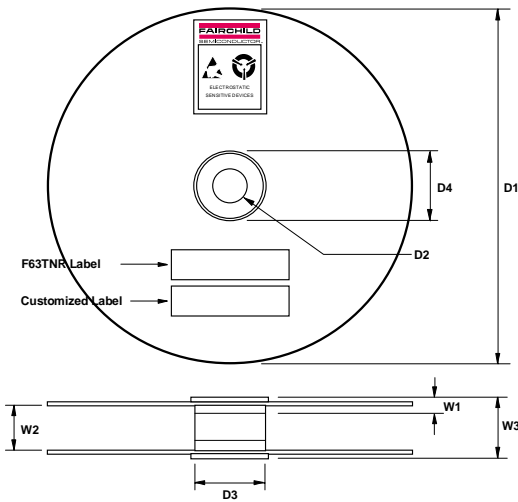 FAIRCHILD
SEMICONDUCTOR
ELECTROSTATIC
SENSITIVE DEVICES
D4
D1
D2
F63TNR Label
Customized Label
W1
W2
W3
D3